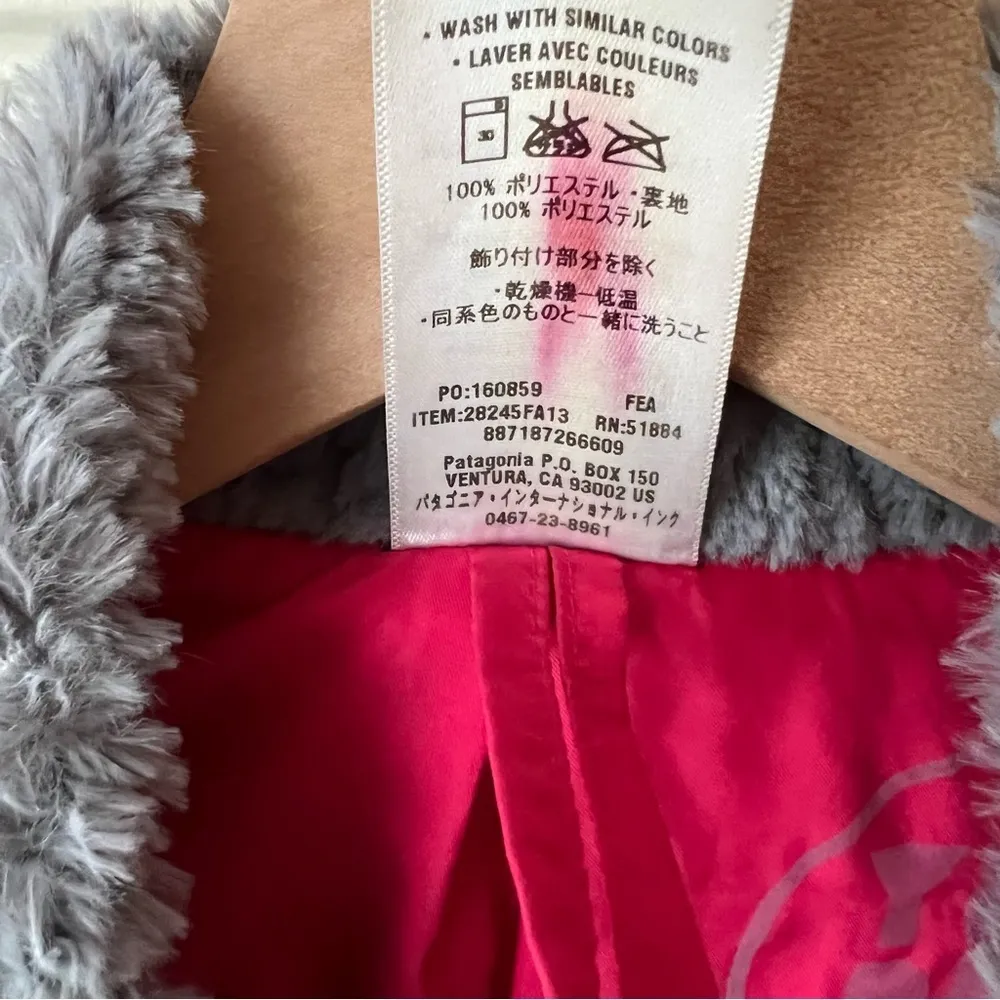 • WASH WITH SIMILAR COLORS
• LAVER AVEC COULEURS
SEMBLABLES
30
100% ポリエステル・裏地
100% ポリエステル
飾り付け部分を除く
・乾燥機—低温
・同系色のものと一緒に洗うこと
PO:160859 FEA
ITEM:28245FA13 RN:51884
887187266609
Patagonia P.O. BOX 150
VENTURA, CA 93002 US
パタゴニア・インターナショナル・インク
0467-23-8961